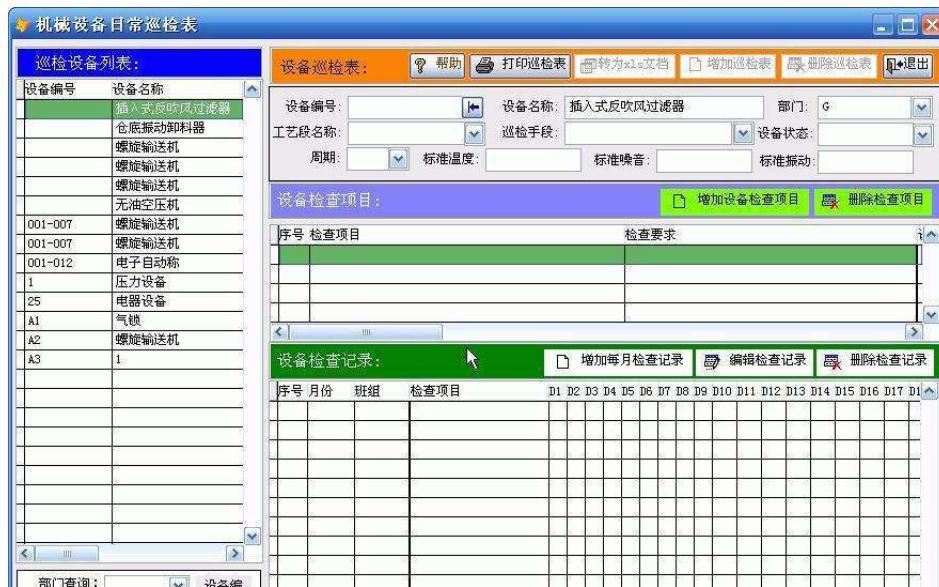 机械设备日常巡检表
巡检设备列表:
设备编号 设备名称
插入式反吹风过滤器
仓底振动卸料器
螺旋输送机
螺旋输送机
螺旋输送机
无油空压机
001-007 螺旋输送机
001-007 螺旋输送机
001-012 电子自动称
1 压力设备
25 电器设备
A1 气锁
A2 螺旋输送机
A3 1
部门查询: 设备编
设备巡检表: 帮助 打印巡检表 转为xls文档 增加巡检表 删除巡检表 退出
设备编号: 设备名称: 插入式反吹风过滤器 部门: G
工艺段名称: 巡检手段: 设备状态:
周期: 标准温度: 标准噪音: 标准振动:
设备检查项目: 增加设备检查项目 删除检查项目
序号 检查项目 检查要求
设备检查记录: 增加每月检查记录 编辑检查记录 删除检查记录
序号 月份 班组 检查项目 D1 D2 D3 D4 D5 D6 D7 D8 D9 D10 D11 D12 D13 D14 D15 D16 D17 D1